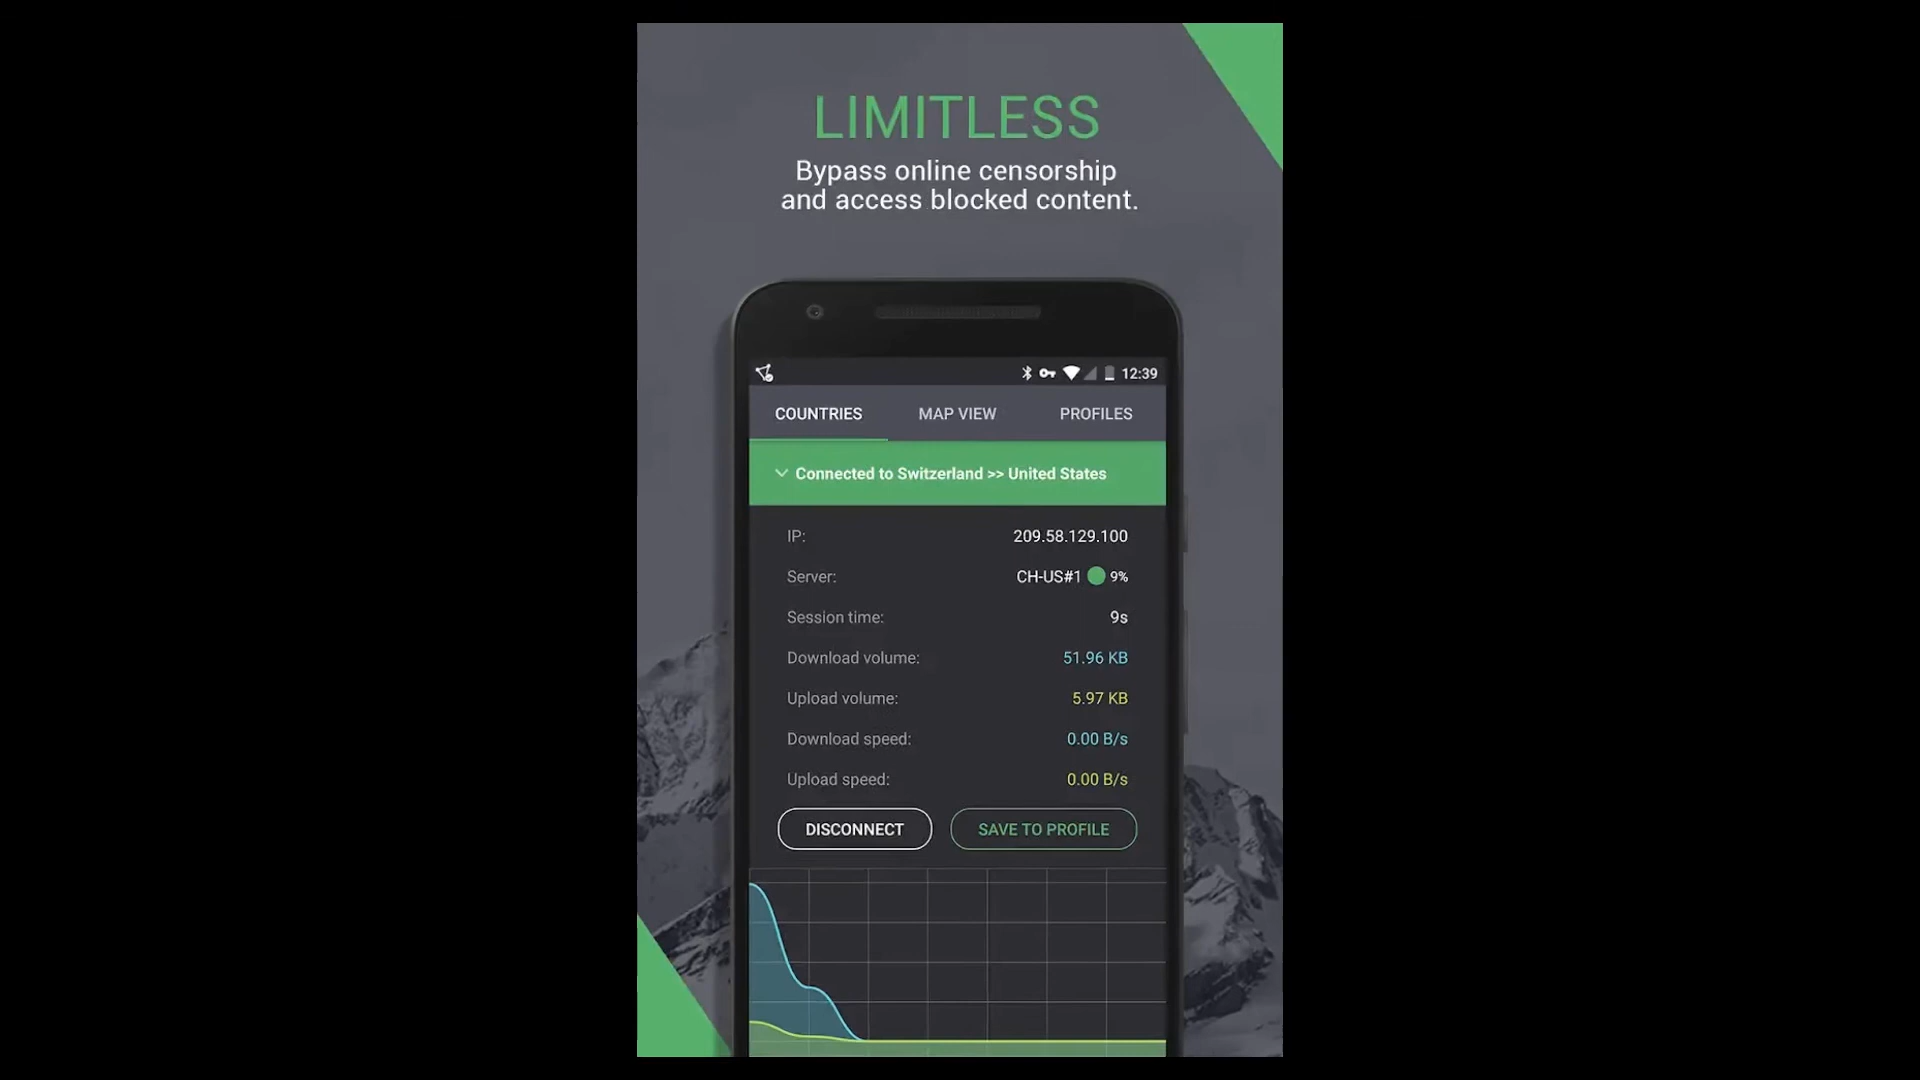 LIMITLESS
Bypass online censorship
and access blocked content.
12:39
COUNTRIES MAP VIEW PROFILES
Connected to Switzerland >> United States
IP: 209.58.129.100
Server: CH-US#1 9%
Session time: 9s
Download volume: 51.96 KB
Upload volume: 5.97 KB
Download speed: 0.00 B/s
Upload speed: 0.00 B/s
DISCONNECT SAVE TO PROFILE